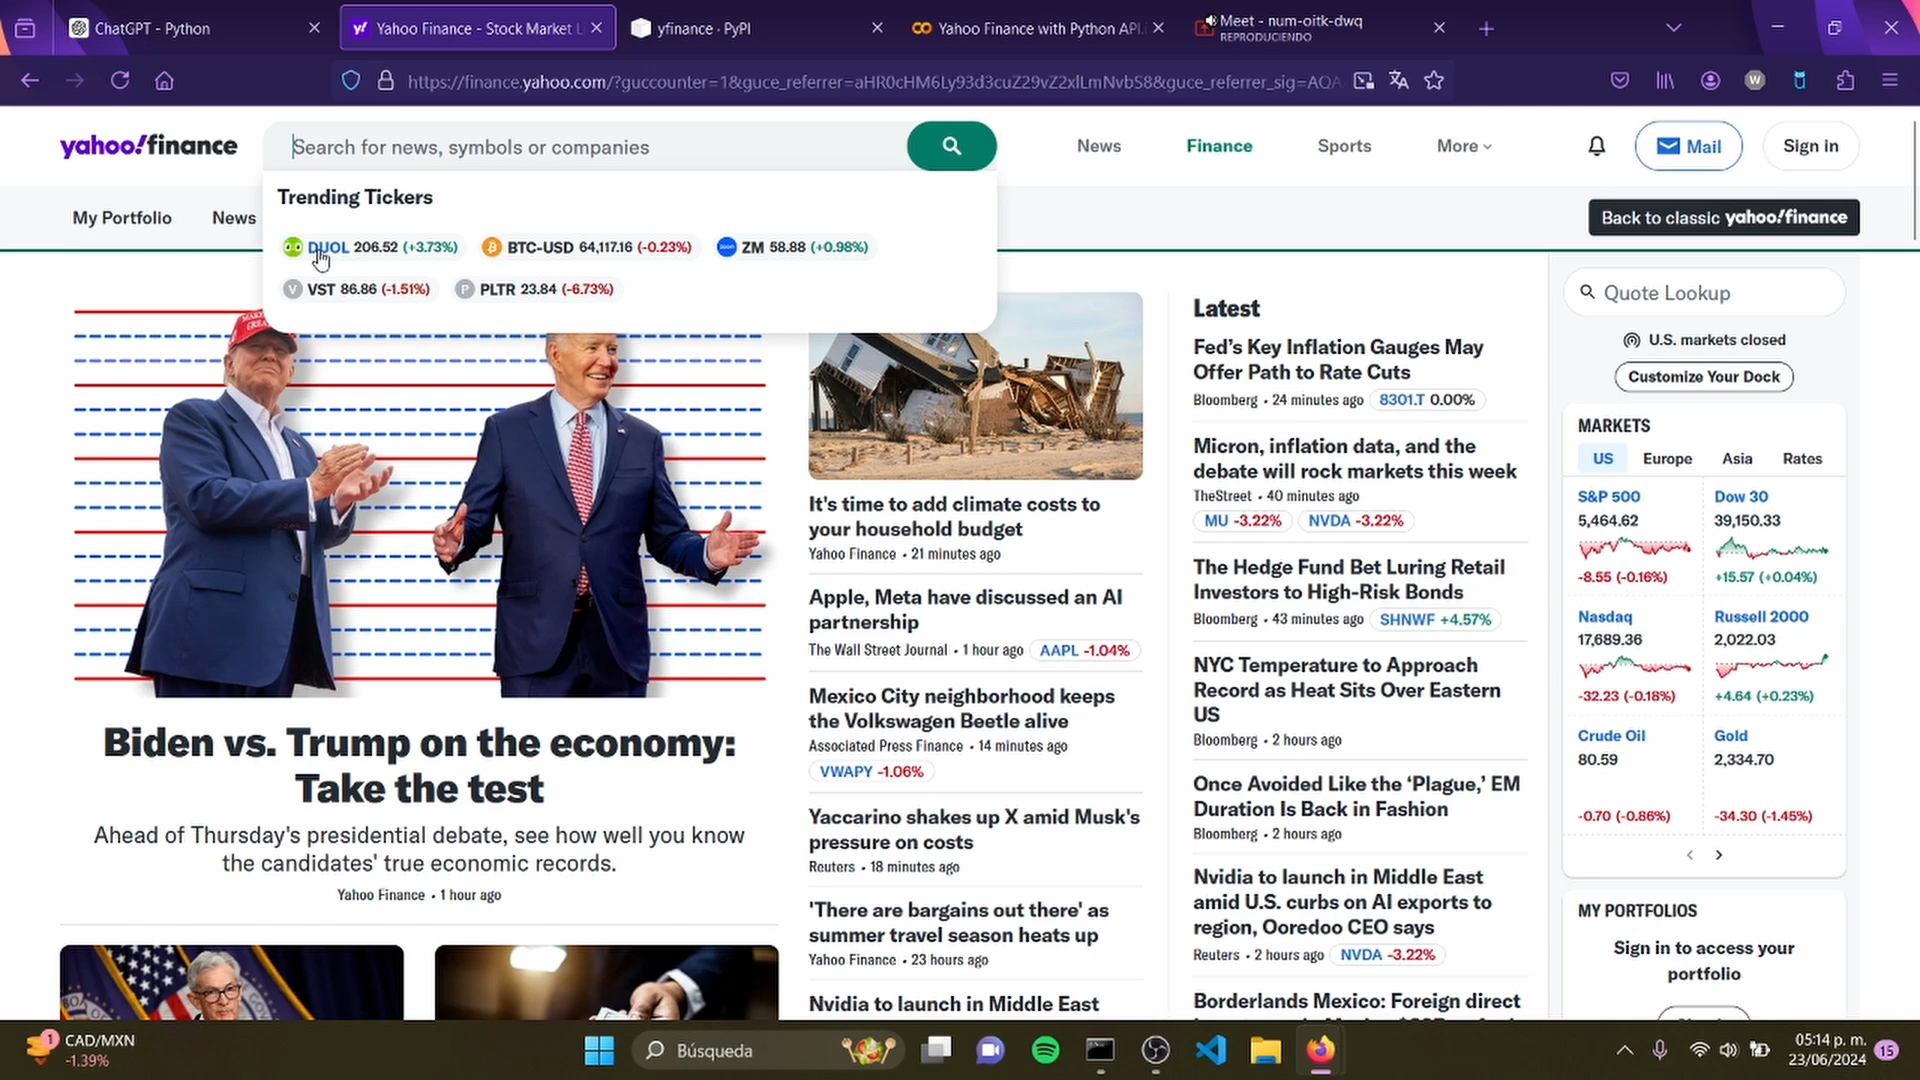 ChatGPT - Python
Yahoo Finance - Stock Market Li
yfinance · PyPI
Yahoo Finance with Python API.i
Meet - num-oitk-dwq
REPRODUCIENDO
https://finance.yahoo.com/?guccounter=1&guce_referrer=aHR0cHM6Ly93d3cuZ29vZ2xlLmNvbS8&guce_referrer_sig=AQA
W
yahoo!finance
Search for news, symbols or companies
News
Finance
Sports
More
Mail
Sign in
Trending Tickers
DUOL 206.52 (+3.73%)
BTC-USD 64,117.16 (-0.23%)
ZM 58.88 (+0.98%)
V VST 86.86 (-1.51%)
P PLTR 23.84 (-6.73%)
My Portfolio
News
Back to classic yahoo!finance
Biden vs. Trump on the economy:
Take the test
Ahead of Thursday's presidential debate, see how well you know
the candidates' true economic records.
Yahoo Finance • 1 hour ago
It's time to add climate costs to
your household budget
Yahoo Finance • 21 minutes ago
Apple, Meta have discussed an AI
partnership
The Wall Street Journal • 1 hour ago AAPL -1.04%
Mexico City neighborhood keeps
the Volkswagen Beetle alive
Associated Press Finance • 14 minutes ago
VWAPY -1.06%
Yaccarino shakes up X amid Musk's
pressure on costs
Reuters • 18 minutes ago
'There are bargains out there' as
summer travel season heats up
Yahoo Finance • 23 hours ago
Nvidia to launch in Middle East
Latest
Fed's Key Inflation Gauges May
Offer Path to Rate Cuts
Bloomberg • 24 minutes ago 8301.T 0.00%
Micron, inflation data, and the
debate will rock markets this week
TheStreet • 40 minutes ago
MU -3.22% NVDA -3.22%
The Hedge Fund Bet Luring Retail
Investors to High-Risk Bonds
Bloomberg • 43 minutes ago SHNWF +4.57%
NYC Temperature to Approach
Record as Heat Sits Over Eastern
US
Bloomberg • 2 hours ago
Once Avoided Like the ‘Plague,’ EM
Duration Is Back in Fashion
Bloomberg • 2 hours ago
Nvidia to launch in Middle East
amid U.S. curbs on AI exports to
region, Ooredoo CEO says
Reuters • 2 hours ago NVDA -3.22%
Borderlands Mexico: Foreign direct
Quote Lookup
U.S. markets closed
Customize Your Dock
MARKETS
US Europe Asia Rates
S&P 500
5,464.62
-8.55 (-0.16%)
Dow 30
39,150.33
+15.57 (+0.04%)
Nasdaq
17,689.36
-32.23 (-0.18%)
Russell 2000
2,022.03
+4.64 (+0.23%)
Crude Oil
80.59
-0.70 (-0.86%)
Gold
2,334.70
-34.30 (-1.45%)
MY PORTFOLIOS
Sign in to access your
portfolio
1
CAD/MXN
-1.39%
Búsqueda
05:14 p. m.
23/06/2024
15